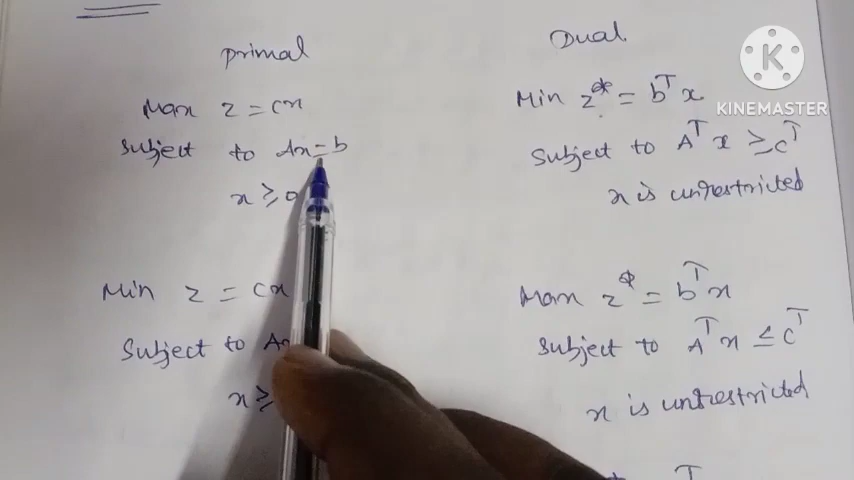 Primal
Max z = cx
Subject to Ax = b
x ≥ 0
Min z = cx
Subject to
x ≥
Dual
Min z* = bᵀx
Subject to Aᵀx ≥ cᵀ
x is unrestricted
Max z* = bᵀx
Subject to Aᵀx ≤ cᵀ
x is unrestricted
T
KINEMASTER